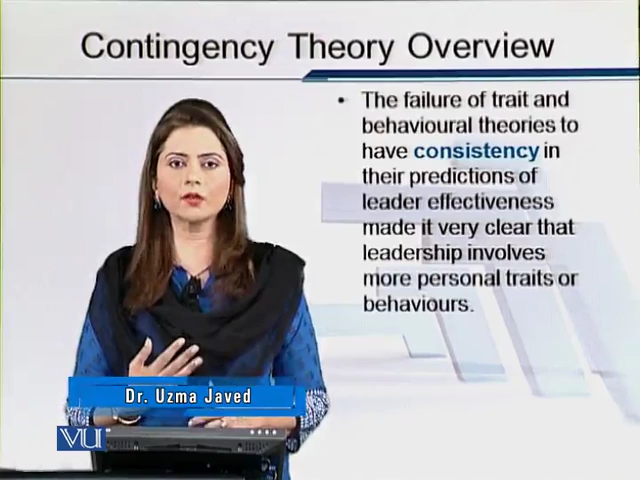 Contingency Theory Overview
• The failure of trait and
behavioural theories to
have consistency in
their predictions of
leader effectiveness
made it very clear that
leadership involves
more personal traits or
behaviours.
Dr. Uzma Javed
VU